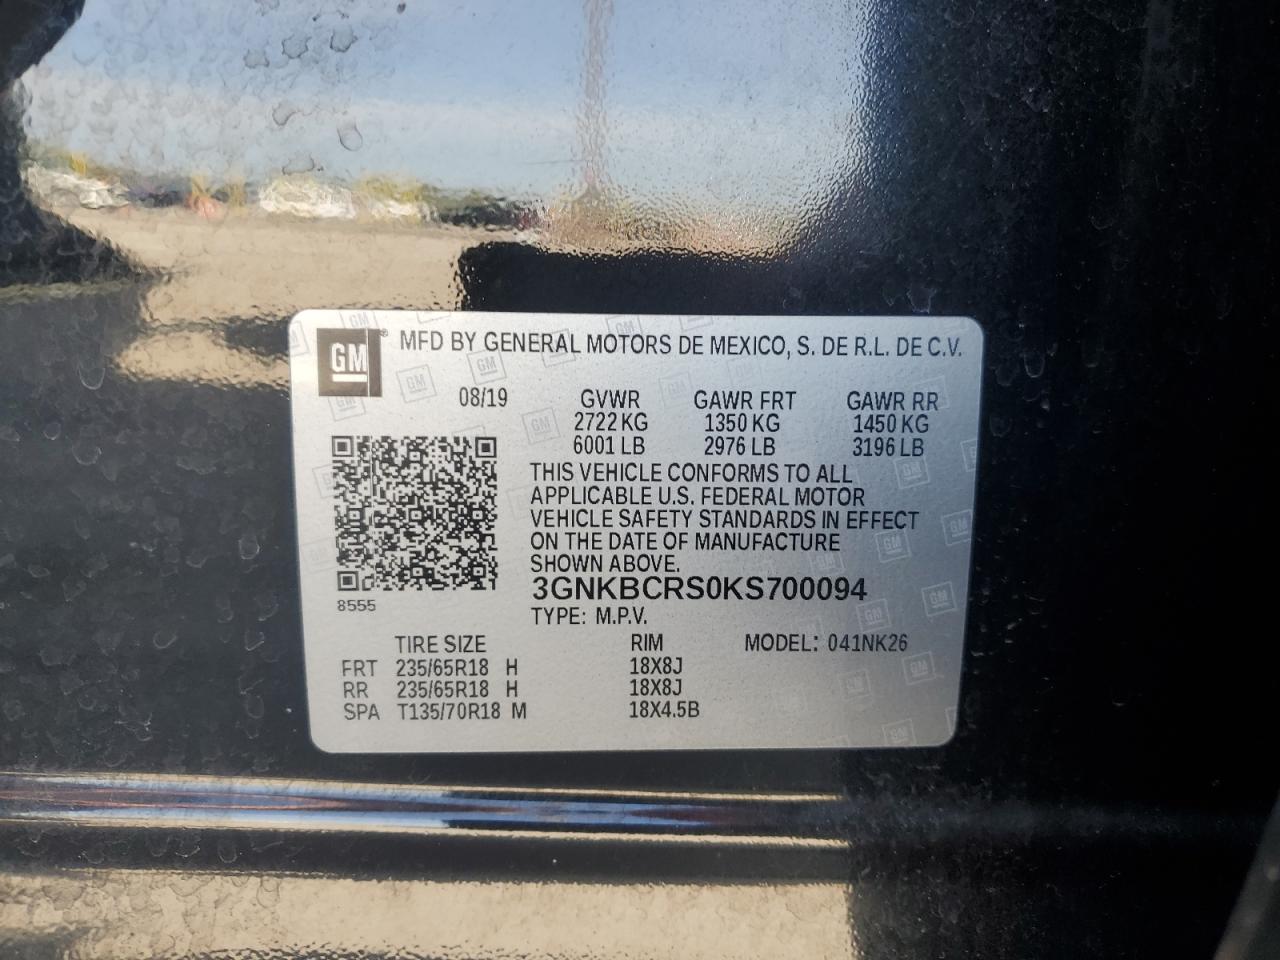 GM ® MFD BY GENERAL MOTORS DE MEXICO, S. DE R.L. DE C.V.
08/19 GVWR GAWR FRT GAWR RR
2722 KG 1350 KG 1450 KG
6001 LB 2976 LB 3196 LB
THIS VEHICLE CONFORMS TO ALL
APPLICABLE U.S. FEDERAL MOTOR
VEHICLE SAFETY STANDARDS IN EFFECT
ON THE DATE OF MANUFACTURE
SHOWN ABOVE.
3GNKBCRS0KS700094
8555
TYPE: M.P.V.
TIRE SIZE RIM MODEL: 041NK26
FRT 235/65R18 H 18X8J
RR 235/65R18 H 18X8J
SPA T135/70R18 M 18X4.5B